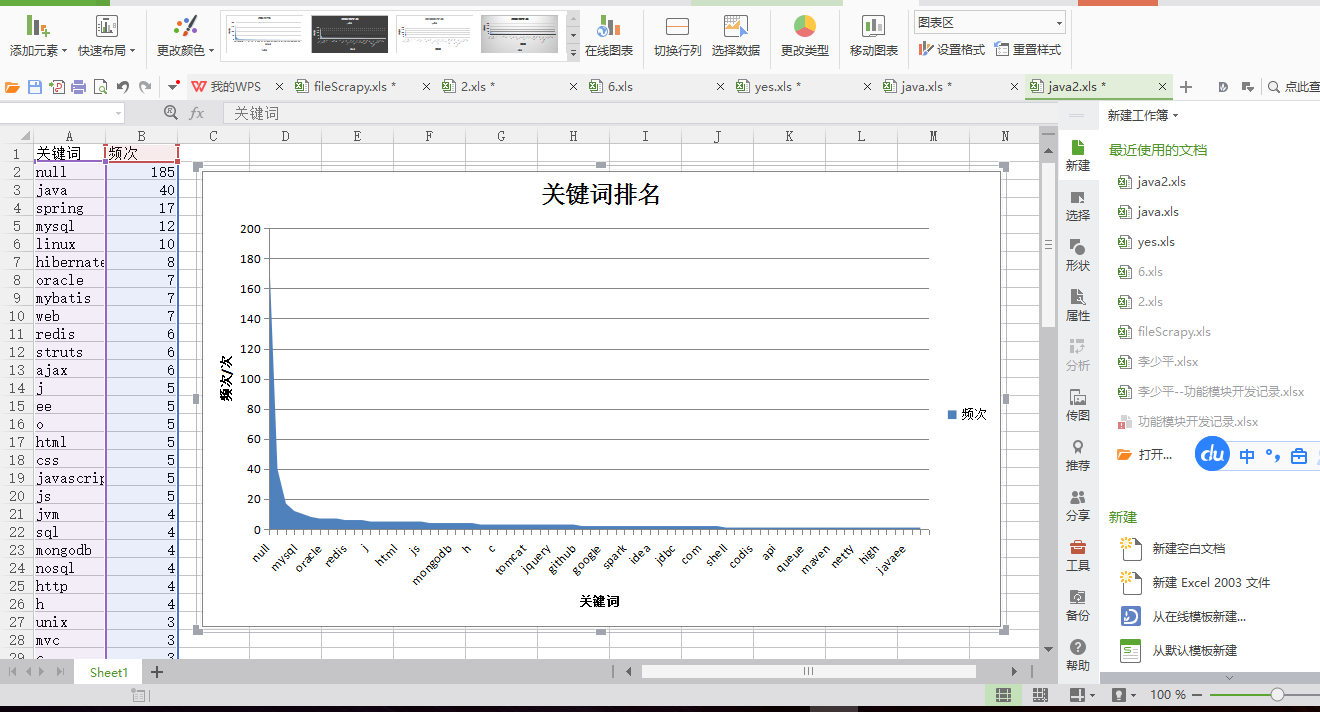 添加元素 快速布局 更改颜色 在线图表 切换行列 选择数据 更改类型 移动图表 图表区
设置格式 重置样式
我的WPS fileScrapy.xls * 2.xls * 6.xls yes.xls * java.xls * java2.xls * 点此查
fx 关键词
新建工作簿
A B C D E F G H I J K L M N
1 关键词 频次
2 null 185
3 java 40
4 spring 17
5 mysql 12
6 linux 10
7 hibernate 8
8 oracle 7
9 mybatis 7
10 web 7
11 redis 6
12 struts 6
13 ajax 6
14 j 5
15 ee 5
16 o 5
17 html 5
18 css 5
19 javascrip 5
20 js 5
21 jvm 4
22 sql 4
23 mongodb 4
24 nosql 4
25 http 4
26 h 4
27 unix 3
28 mvc 3
29 c 3
关键词排名
200
180
160
140
120
100
80
60
40
20
0
频次/次
频次
null mysql oracle redis j html js mongodb h c tomcat jquery github google spark idea jdbc com shell codis api queue maven netty high javaee
关键词
新建
选择
形状
属性
分析
传图
推荐
分享
工具
备份
帮助
最近使用的文档
java2.xls
java.xls
yes.xls
6.xls
2.xls
fileScrapy.xls
李少平.xlsx
李少平--功能模块开发记录.xlsx
功能模块开发记录.xlsx
打开...
du 中 °,
新建
新建空白文档
新建 Excel 2003 文件
从在线模板新建...
从默认模板新建
Sheet1
100 %